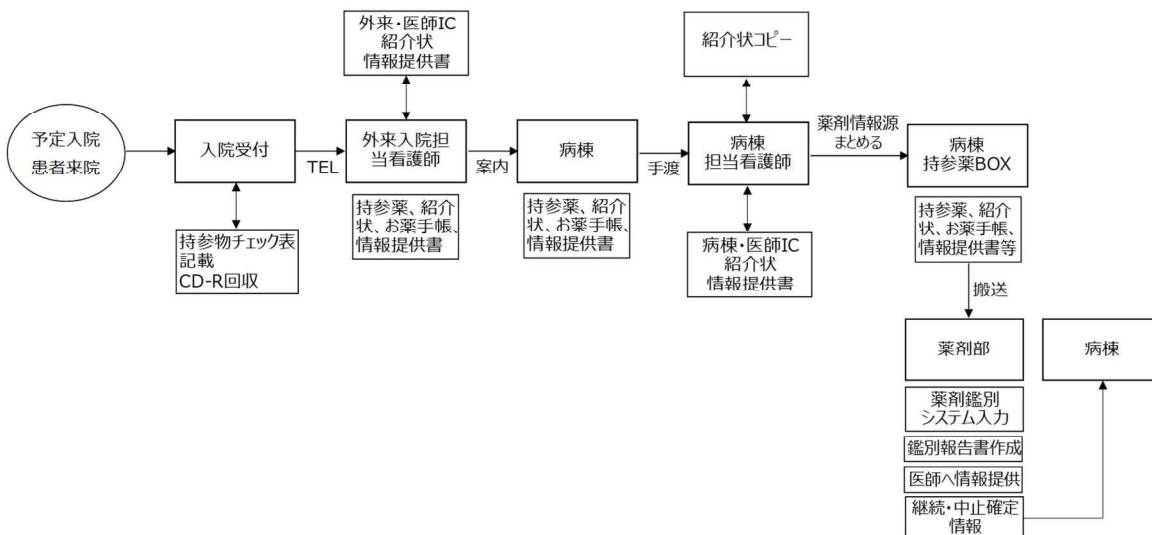 外来・医師IC
紹介状
情報提供書
紹介状コピー
予定入院
患者来院
入院受付
TEL
外来入院担
当看護師
案内
病棟
手渡
病棟
担当看護師
薬剤情報源
まとめる
病棟
持参薬BOX
持参物チェック表
記載
CD-R回収
持参薬、紹介
状、お薬手帳、
情報提供書
持参薬、紹介
状、お薬手帳、
情報提供書
病棟・医師IC
紹介状
情報提供書
持参薬、紹介
状、お薬手帳、
情報提供書等
搬送
薬剤部
病棟
薬剤鑑別
システム入力
鑑別報告書作成
医師へ情報提供
継続・中止確定
情報